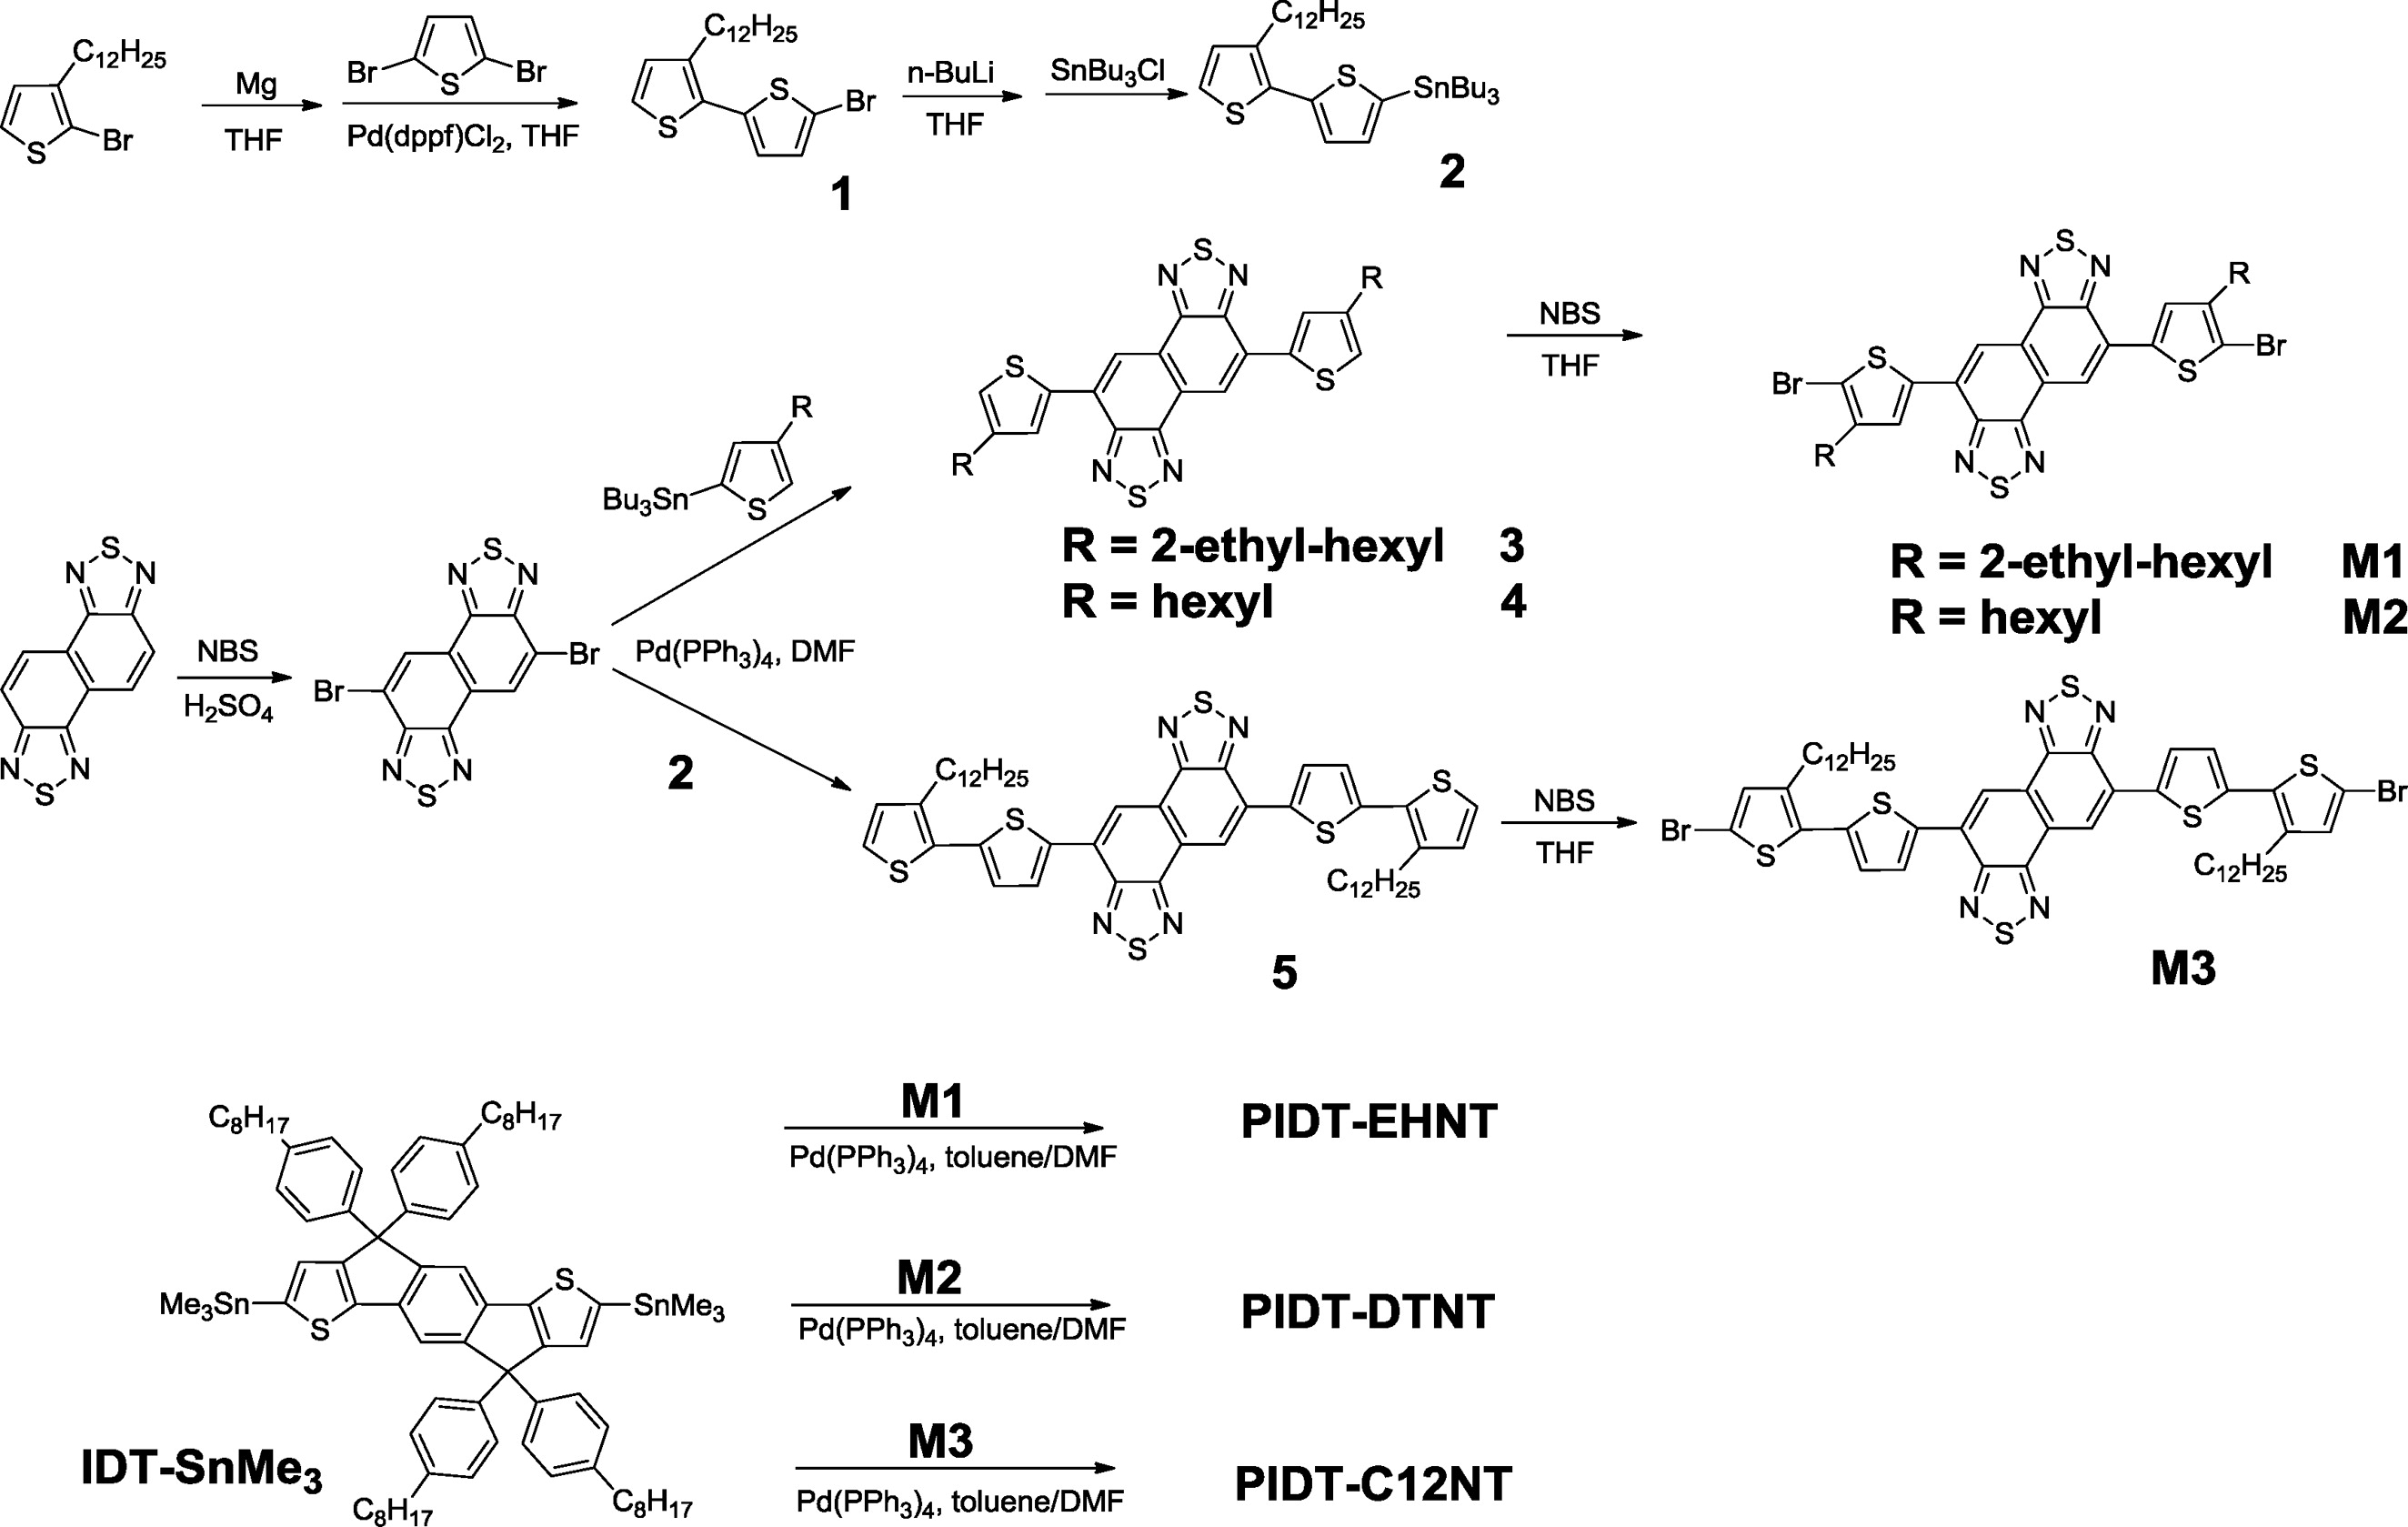 C12H25
S
Br
Mg
THF
Br
S
Br
Pd(dppf)Cl2, THF
C12H25
S
S
Br
1
n-BuLi
THF
SnBu3Cl
C12H25
S
S
SnBu3
2
S
N
N
N
N
S
NBS
H2SO4
S
N
N
Br
Br
N
N
S
R
Bu3Sn
S
Pd(PPh3)4, DMF
2
S
N
N
R
S
S
R
N
N
S
R = 2-ethyl-hexyl 3
R = hexyl 4
NBS
THF
S
N
N
R
Br
S
S
Br
R
N
N
S
R = 2-ethyl-hexyl M1
R = hexyl M2
S
N
N
C12H25
S
S
S
S
C12H25
N
N
S
5
NBS
THF
S
N
N
C12H25
S
Br
S
Br
S
S
C12H25
N
N
S
M3
C8H17
C8H17
Me3Sn
S
S
SnMe3
C8H17
C8H17
IDT-SnMe3
M1
Pd(PPh3)4, toluene/DMF
PIDT-EHNT
M2
Pd(PPh3)4, toluene/DMF
PIDT-DTNT
M3
Pd(PPh3)4, toluene/DMF
PIDT-C12NT